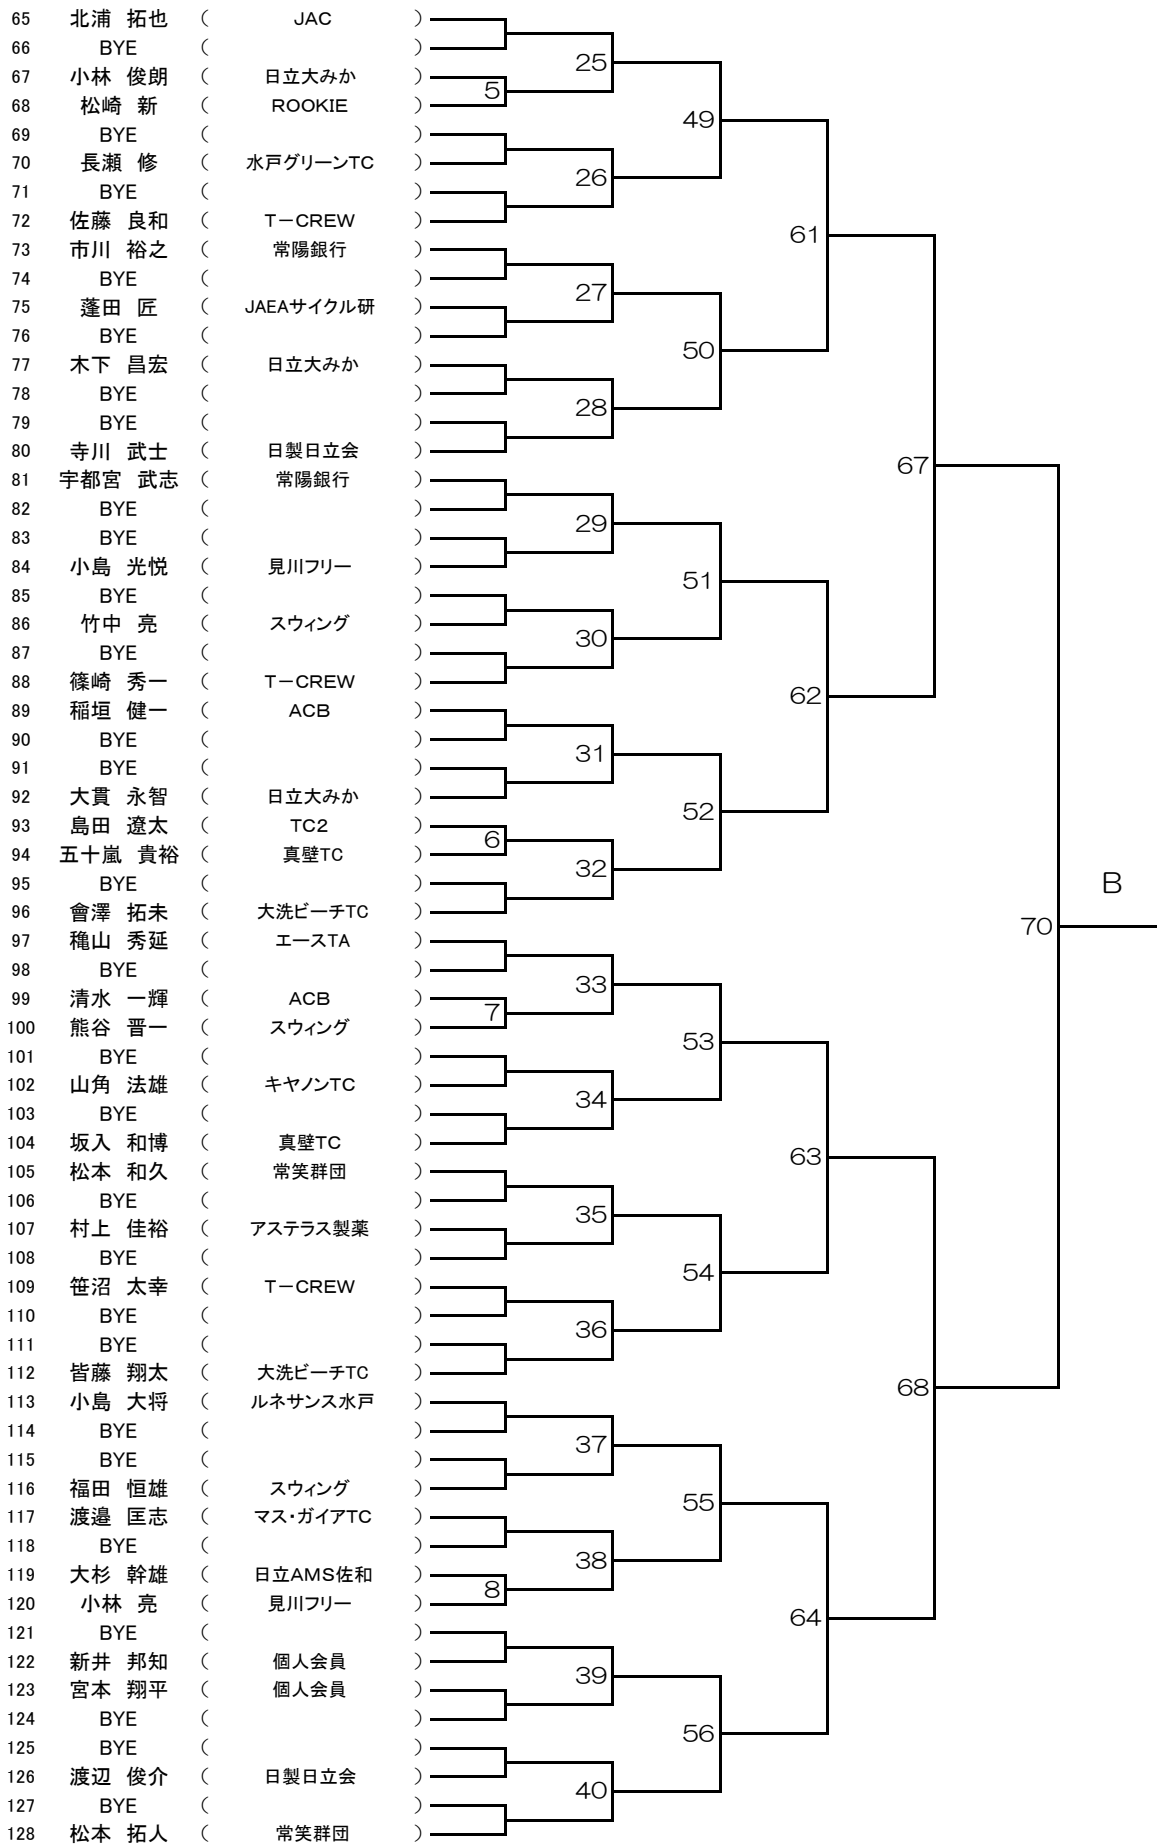 65 北浦 拓也 ( JAC )
66 BYE ( )
25
67 小林 俊朗 ( 日立大みか )
5
68 松崎 新 ( ROOKIE )
49
69 BYE ( )
70 長瀬 修 ( 水戸グリーンTC )
26
71 BYE ( )
72 佐藤 良和 ( T－CREW )
61
73 市川 裕之 ( 常陽銀行 )
74 BYE ( )
27
75 蓬田 匠 ( JAEAサイクル研 )
76 BYE ( )
50
77 木下 昌宏 ( 日立大みか )
78 BYE ( )
28
79 BYE ( )
80 寺川 武士 ( 日製日立会 )
67
81 宇都宮 武志 ( 常陽銀行 )
82 BYE ( )
29
83 BYE ( )
84 小島 光悦 ( 見川フリー )
51
85 BYE ( )
86 竹中 亮 ( スウィング )
30
87 BYE ( )
88 篠崎 秀一 ( T－CREW )
62
89 稲垣 健一 ( ACB )
90 BYE ( )
31
91 BYE ( )
92 大貫 永智 ( 日立大みか )
52
93 島田 遼太 ( TC2 )
6
94 五十嵐 貴裕 ( 真壁TC )
32
95 BYE ( )
B
96 會澤 拓未 ( 大洗ビーチTC )
70
97 穐山 秀延 ( エースTA )
98 BYE ( )
33
99 清水 一輝 ( ACB )
7
100 熊谷 晋一 ( スウィング )
53
101 BYE ( )
102 山角 法雄 ( キヤノンTC )
34
103 BYE ( )
104 坂入 和博 ( 真壁TC )
63
105 松本 和久 ( 常笑群団 )
106 BYE ( )
35
107 村上 佳裕 ( アステラス製薬 )
108 BYE ( )
54
109 笹沼 太幸 ( T－CREW )
110 BYE ( )
36
111 BYE ( )
112 皆藤 翔太 ( 大洗ビーチTC )
68
113 小島 大将 ( ルネサンス水戸 )
114 BYE ( )
37
115 BYE ( )
116 福田 恒雄 ( スウィング )
55
117 渡邉 匡志 ( マス・ガイアTC )
118 BYE ( )
38
119 大杉 幹雄 ( 日立AMS佐和 )
8
120 小林 亮 ( 見川フリー )
64
121 BYE ( )
122 新井 邦知 ( 個人会員 )
39
123 宮本 翔平 ( 個人会員 )
124 BYE ( )
56
125 BYE ( )
126 渡辺 俊介 ( 日製日立会 )
40
127 BYE ( )
128 松本 拓人 ( 常笑群団 )